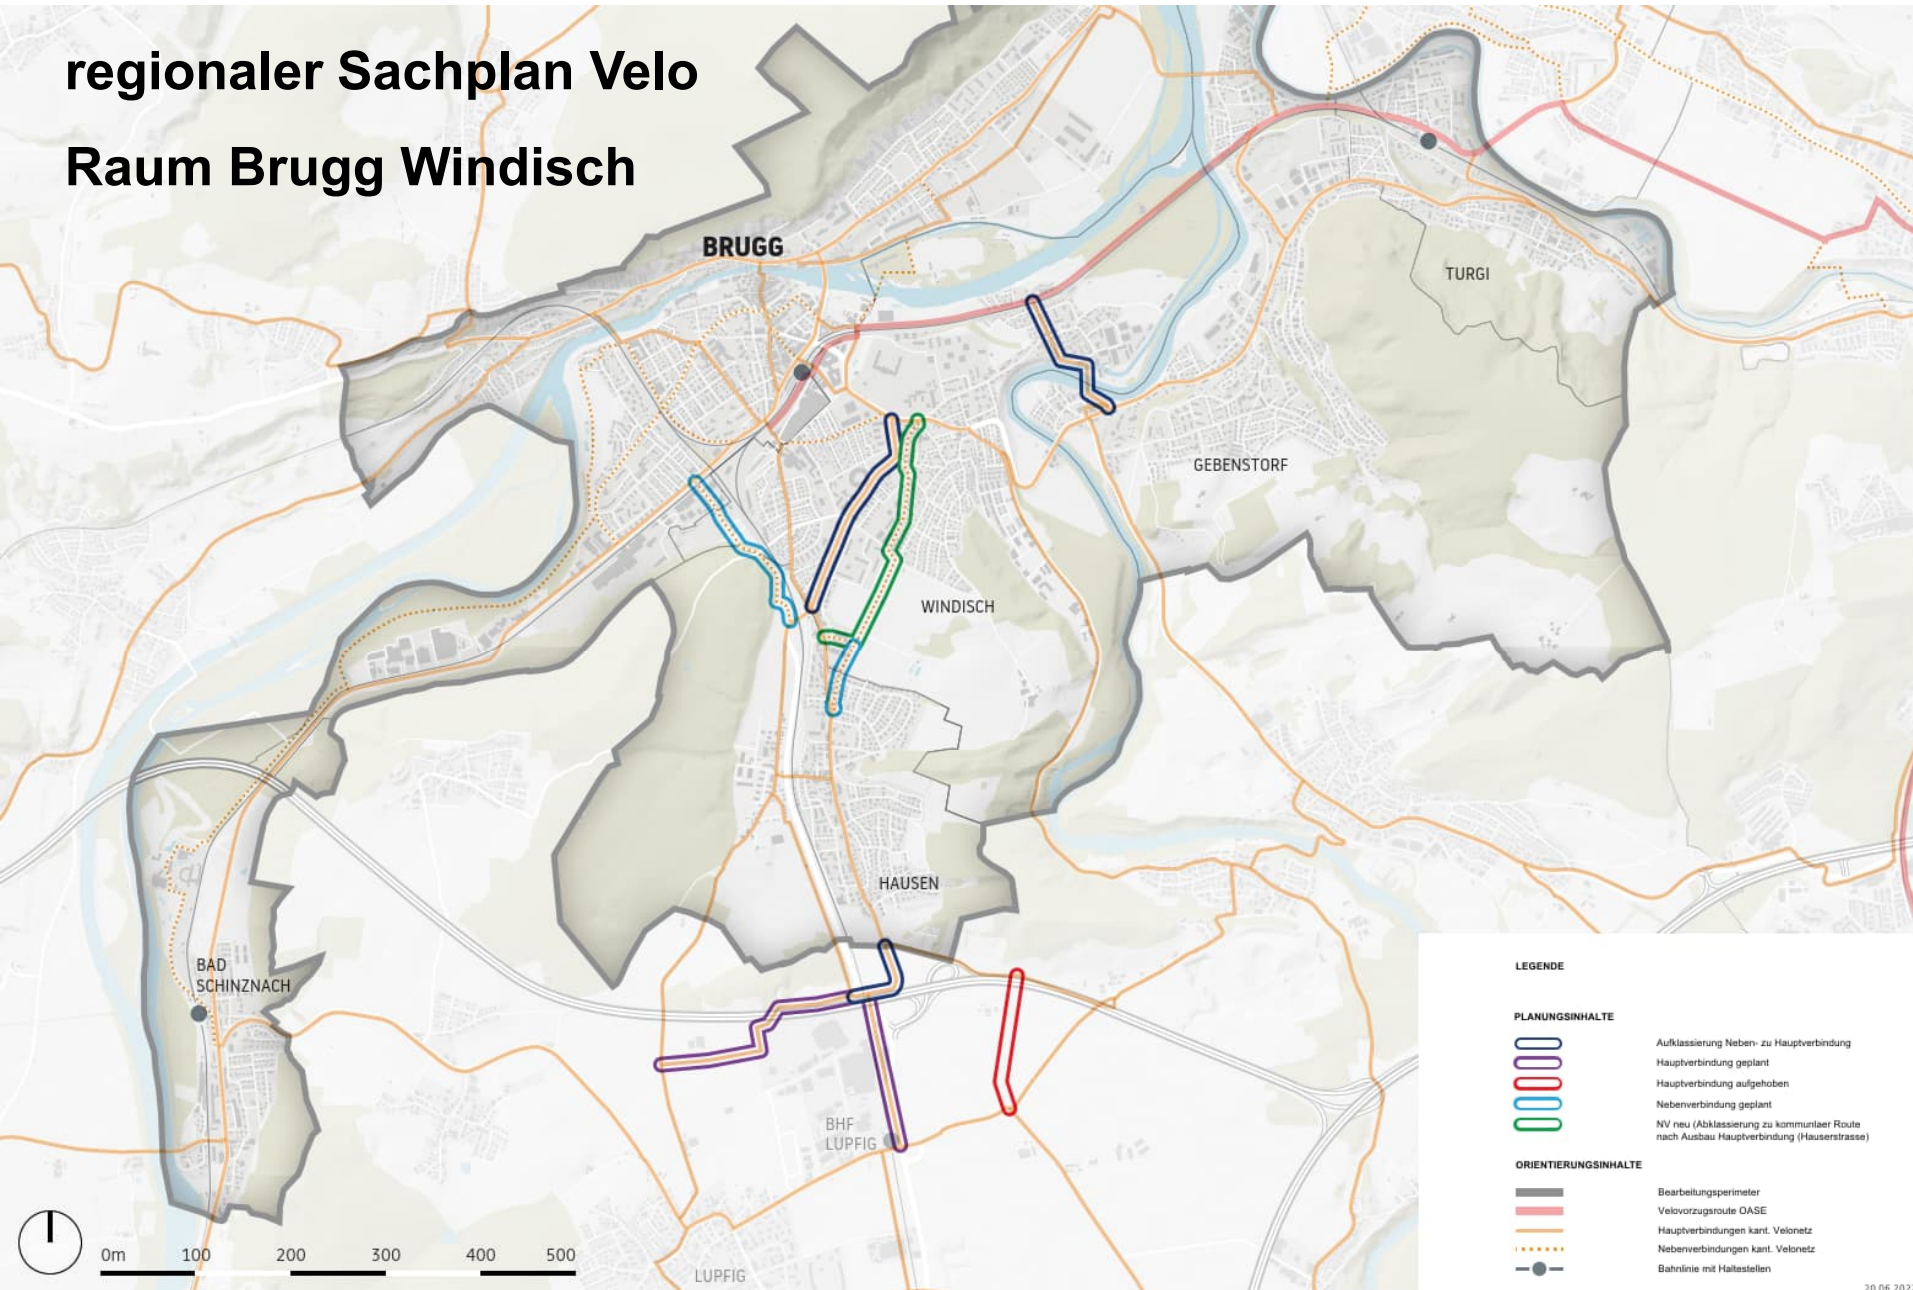 regionaler Sachplan Velo
Raum Brugg Windisch
BRUGG
TURGI
GEBENSTORF
WINDISCH
HAUSEN
BAD
SCHINZNACH
BHF
LUPFIG
LUPFIG
0m 100 200 300 400 500
LEGENDE
PLANUNGSINHALTE
Aufklassierung Neben- zu Hauptverbindung
Hauptverbindung geplant
Hauptverbindung aufgehoben
Nebenverbindung geplant
NV neu (Abklassierung zu kommunlaer Route
nach Ausbau Hauptverbindung (Hauserstrasse)
ORIENTIERUNGSINHALTE
Bearbeitungsperimeter
Velovorzugsroute OASE
Hauptverbindungen kant. Velonetz
Nebenverbindungen kant. Velonetz
Bahnlinie mit Haltestellen